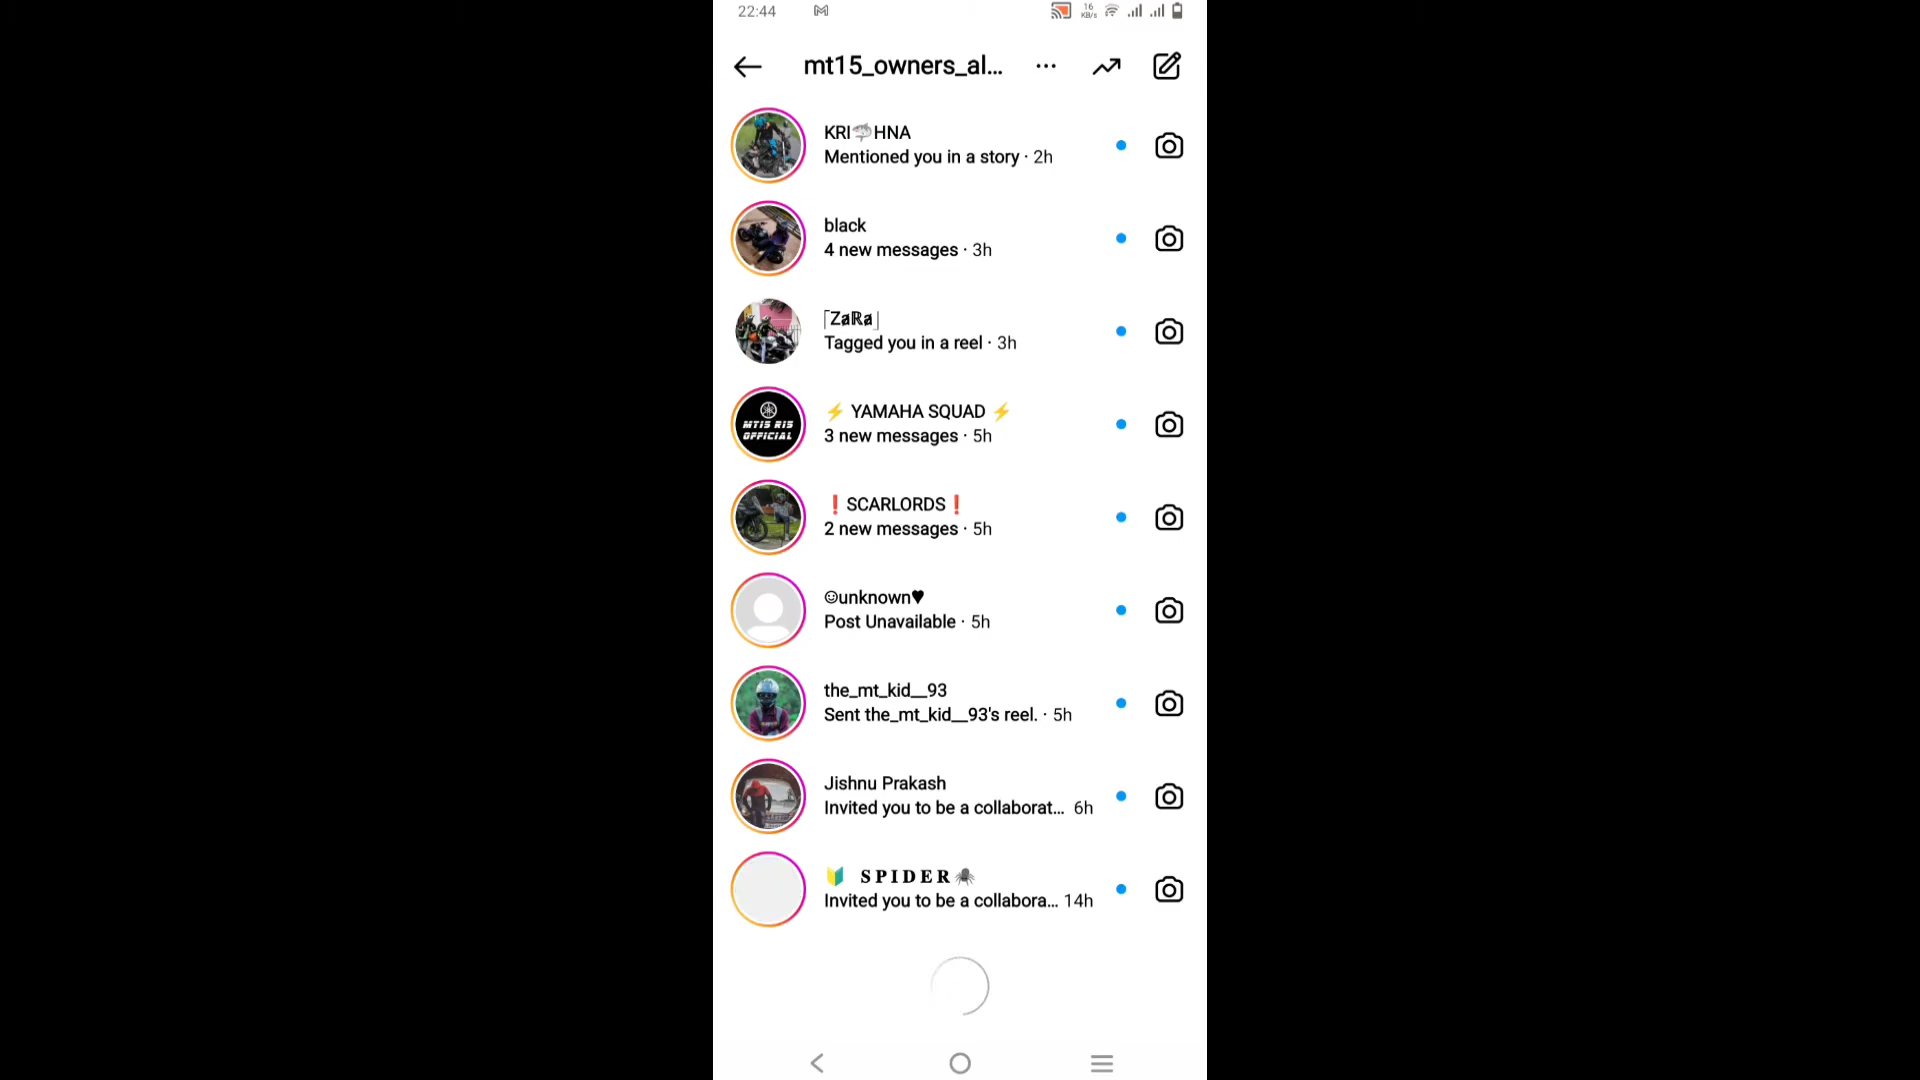 22:44
16
KB/s
mt15_owners_al...
KRI🦈HNA
Mentioned you in a story · 2h
black
4 new messages · 3h
⌈Zⱥℝⱥⱼ⌋
Tagged you in a reel · 3h
MT15 R15
OFFICIAL
⚡ YAMAHA SQUAD ⚡
3 new messages · 5h
❗SCARLORDS❗
2 new messages · 5h
☺unknown♥
Post Unavailable · 5h
the_mt_kid__93
Sent the_mt_kid__93's reel. · 5h
Jishnu Prakash
Invited you to be a collaborat... 6h
🔰 𝐒 𝐏 𝐈 𝐃 𝐄 𝐑 🕷
Invited you to be a collabora... 14h